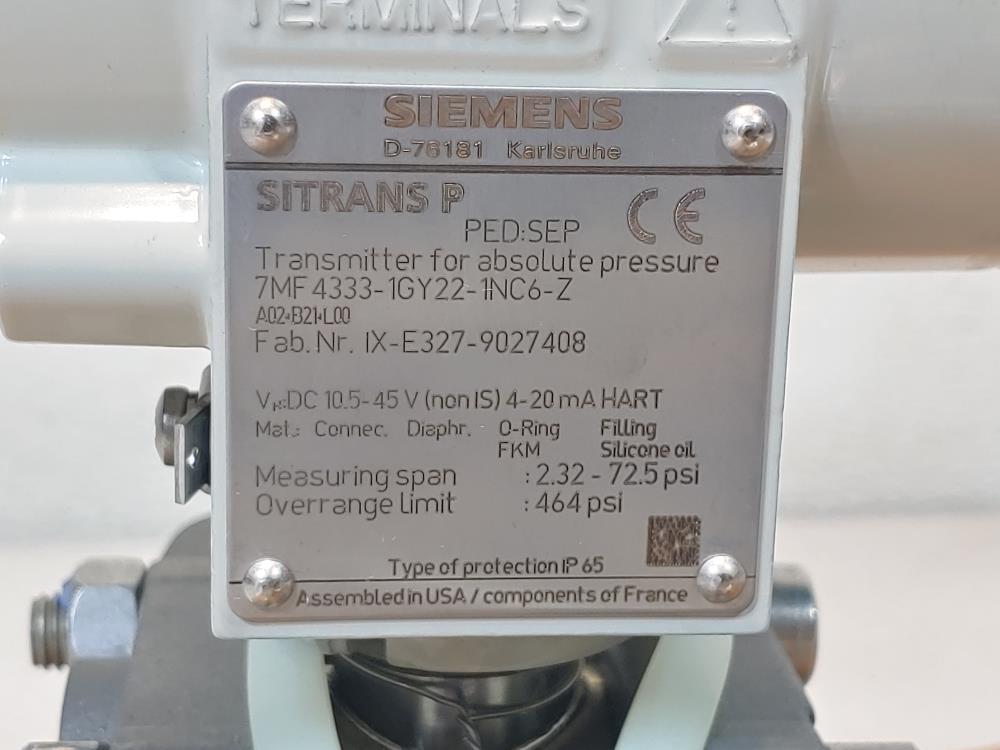 TERMINALS
SIEMENS
D-76181 Karlsruhe
SITRANS P
PED:SEP
CE
Transmitter for absolute pressure
7MF4333-1GY22-1NC6-Z
A02+B21+L00
Fab. Nr. IX-E327-9027408
VH:DC 10.5-45 V (non IS) 4-20 mA HART
Mat.: Connec. Diaphr. O-Ring Filling
FKM Silicone oil
Measuring span : 2.32 - 72.5 psi
Overrange limit : 464 psi
Type of protection IP 65
Assembled in USA / components of France